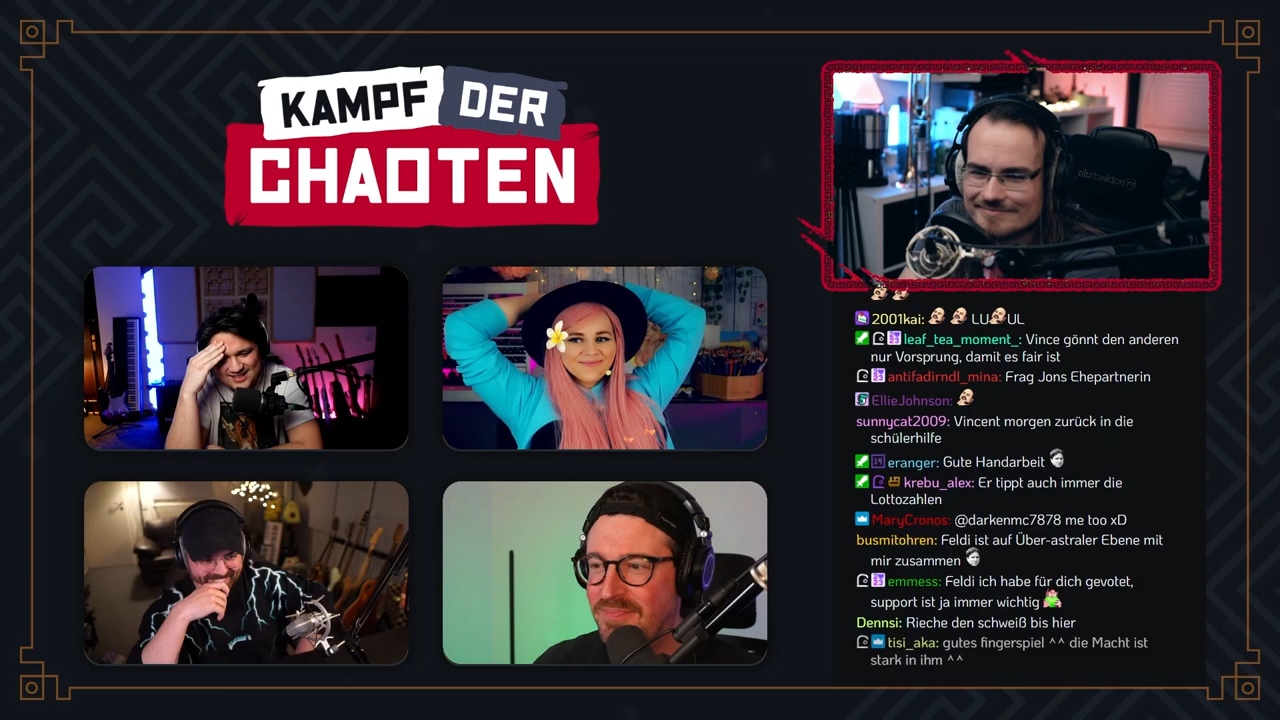 KAMPF DER
CHAOTEN
noblechairs
2001kai: LU UL
leaf_tea_moment_: Vince gönnt den anderen
nur Vorsprung, damit es fair ist
antifadirndl_mina: Frag Jons Ehepartnerin
EllieJohnson:
sunnycat2009: Vincent morgen zurück in die
schülerhilfe
eranger: Gute Handarbeit
krebu_alex: Er tippt auch immer die
Lottozahlen
MaryCronos: @darkenmc7878 me too xD
busmitohren: Feldi ist auf Über-astraler Ebene mit
mir zusammen
emmess: Feldi ich habe für dich gevotet,
support ist ja immer wichtig
Dennsi: Rieche den schweiß bis hier
tisi_aka: gutes fingerspiel ^^ die Macht ist
stark in ihm ^^